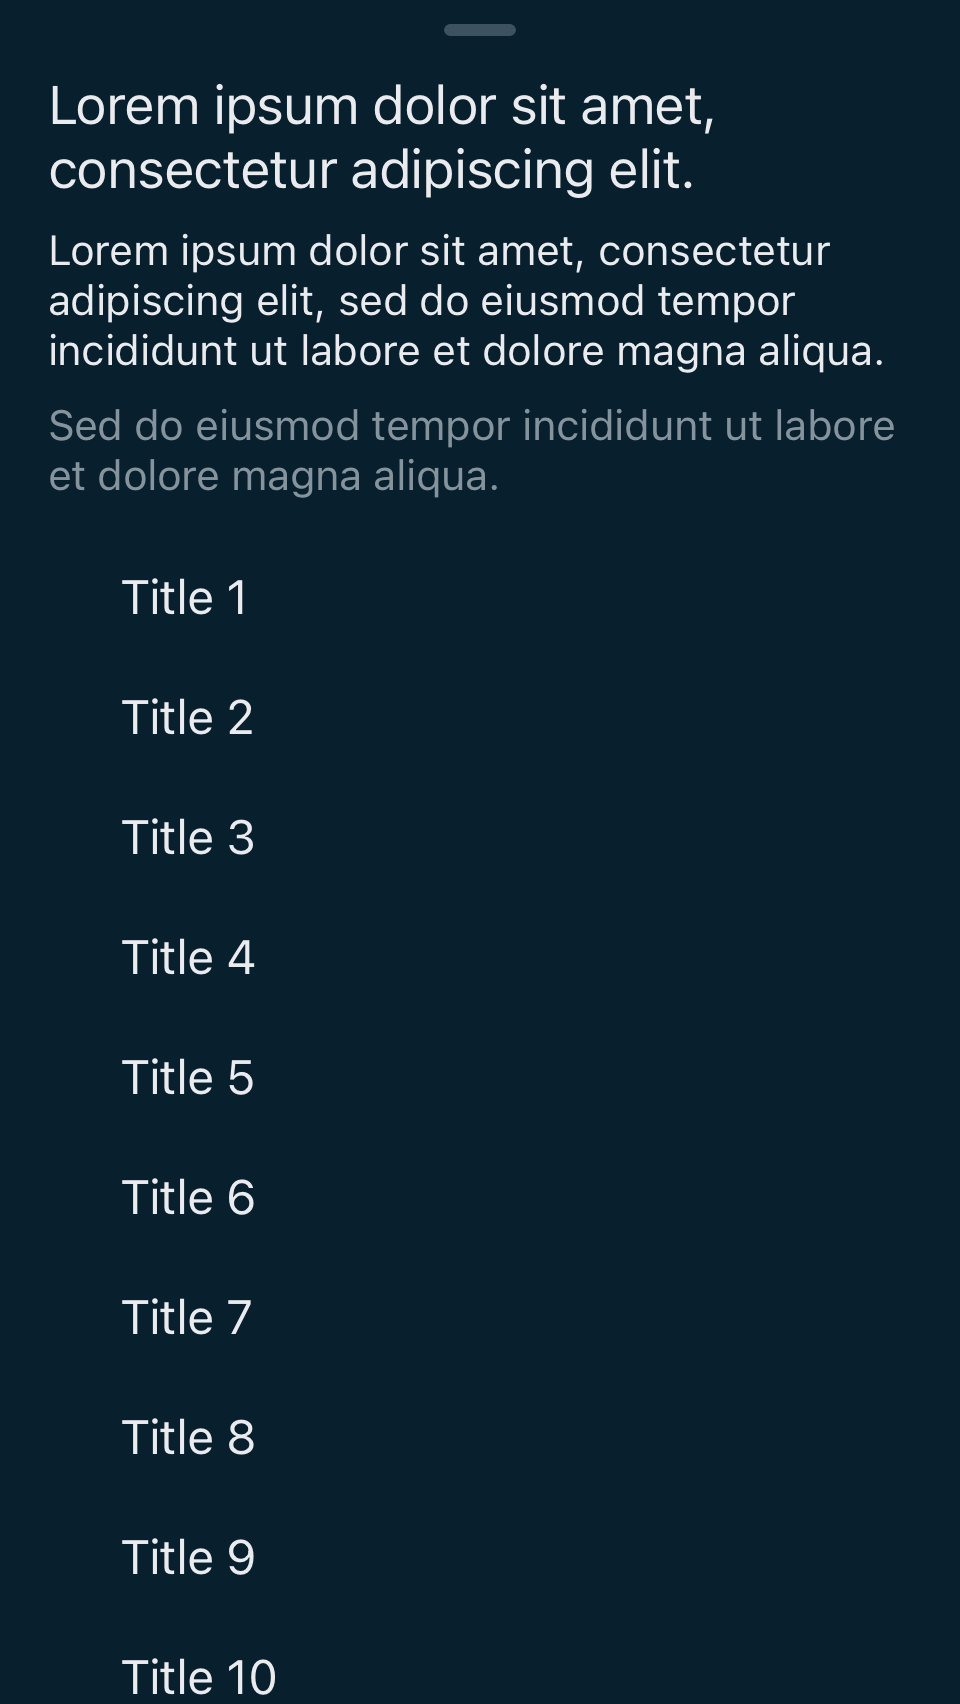 Lorem ipsum dolor sit amet,
consectetur adipiscing elit.
Lorem ipsum dolor sit amet, consectetur
adipiscing elit, sed do eiusmod tempor
incididunt ut labore et dolore magna aliqua.
Sed do eiusmod tempor incididunt ut labore
et dolore magna aliqua.
Title 1
Title 2
Title 3
Title 4
Title 5
Title 6
Title 7
Title 8
Title 9
Title 10